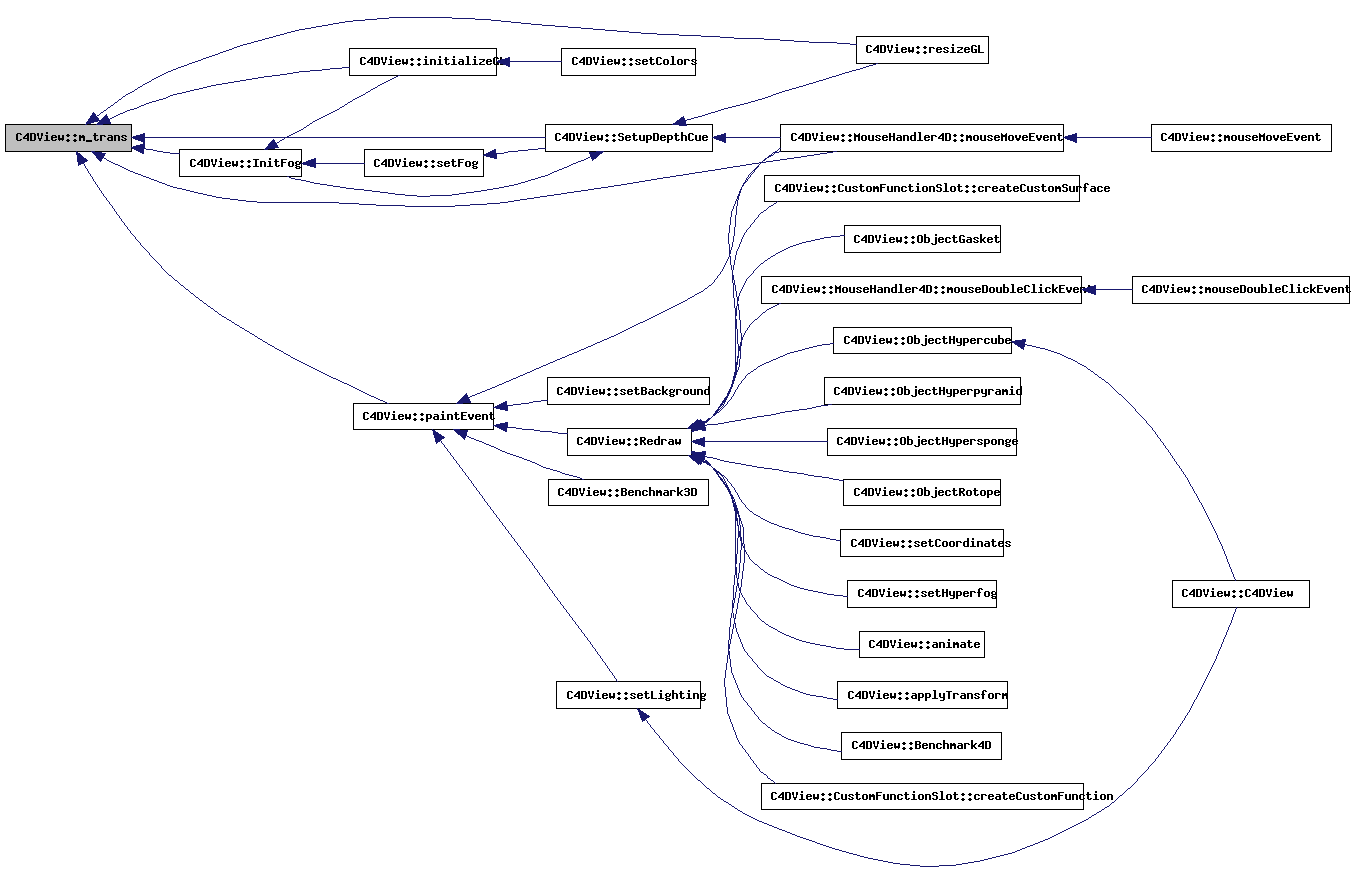 C4DView::resizeGL
C4DView::initializeGL
C4DView::setColors
C4DView::m_trans
C4DView::SetupDepthCue
C4DView::MouseHandler4D::mouseMoveEvent
C4DView::mouseMoveEvent
C4DView::InitFog
C4DView::setFog
C4DView::CustomFunctionSlot::createCustomSurface
C4DView::ObjectGasket
C4DView::MouseHandler4D::mouseDoubleClickEvent
C4DView::mouseDoubleClickEvent
C4DView::ObjectHypercube
C4DView::setBackground
C4DView::ObjectHyperpyramid
C4DView::paintEvent
C4DView::Redraw
C4DView::ObjectHypersponge
C4DView::Benchmark3D
C4DView::ObjectRotope
C4DView::setCoordinates
C4DView::setHyperfog
C4DView::C4DView
C4DView::animate
C4DView::setLighting
C4DView::applyTransform
C4DView::Benchmark4D
C4DView::CustomFunctionSlot::createCustomFunction